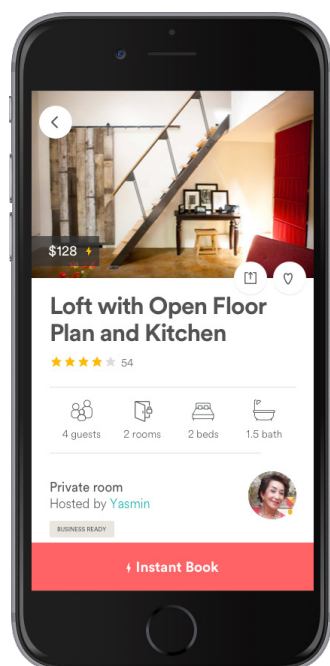 $128
Loft with Open Floor
Plan and Kitchen
54
4 guests 2 rooms 2 beds 1.5 bath
Private room
Hosted by Yasmin
BUSINESS READY
Instant Book